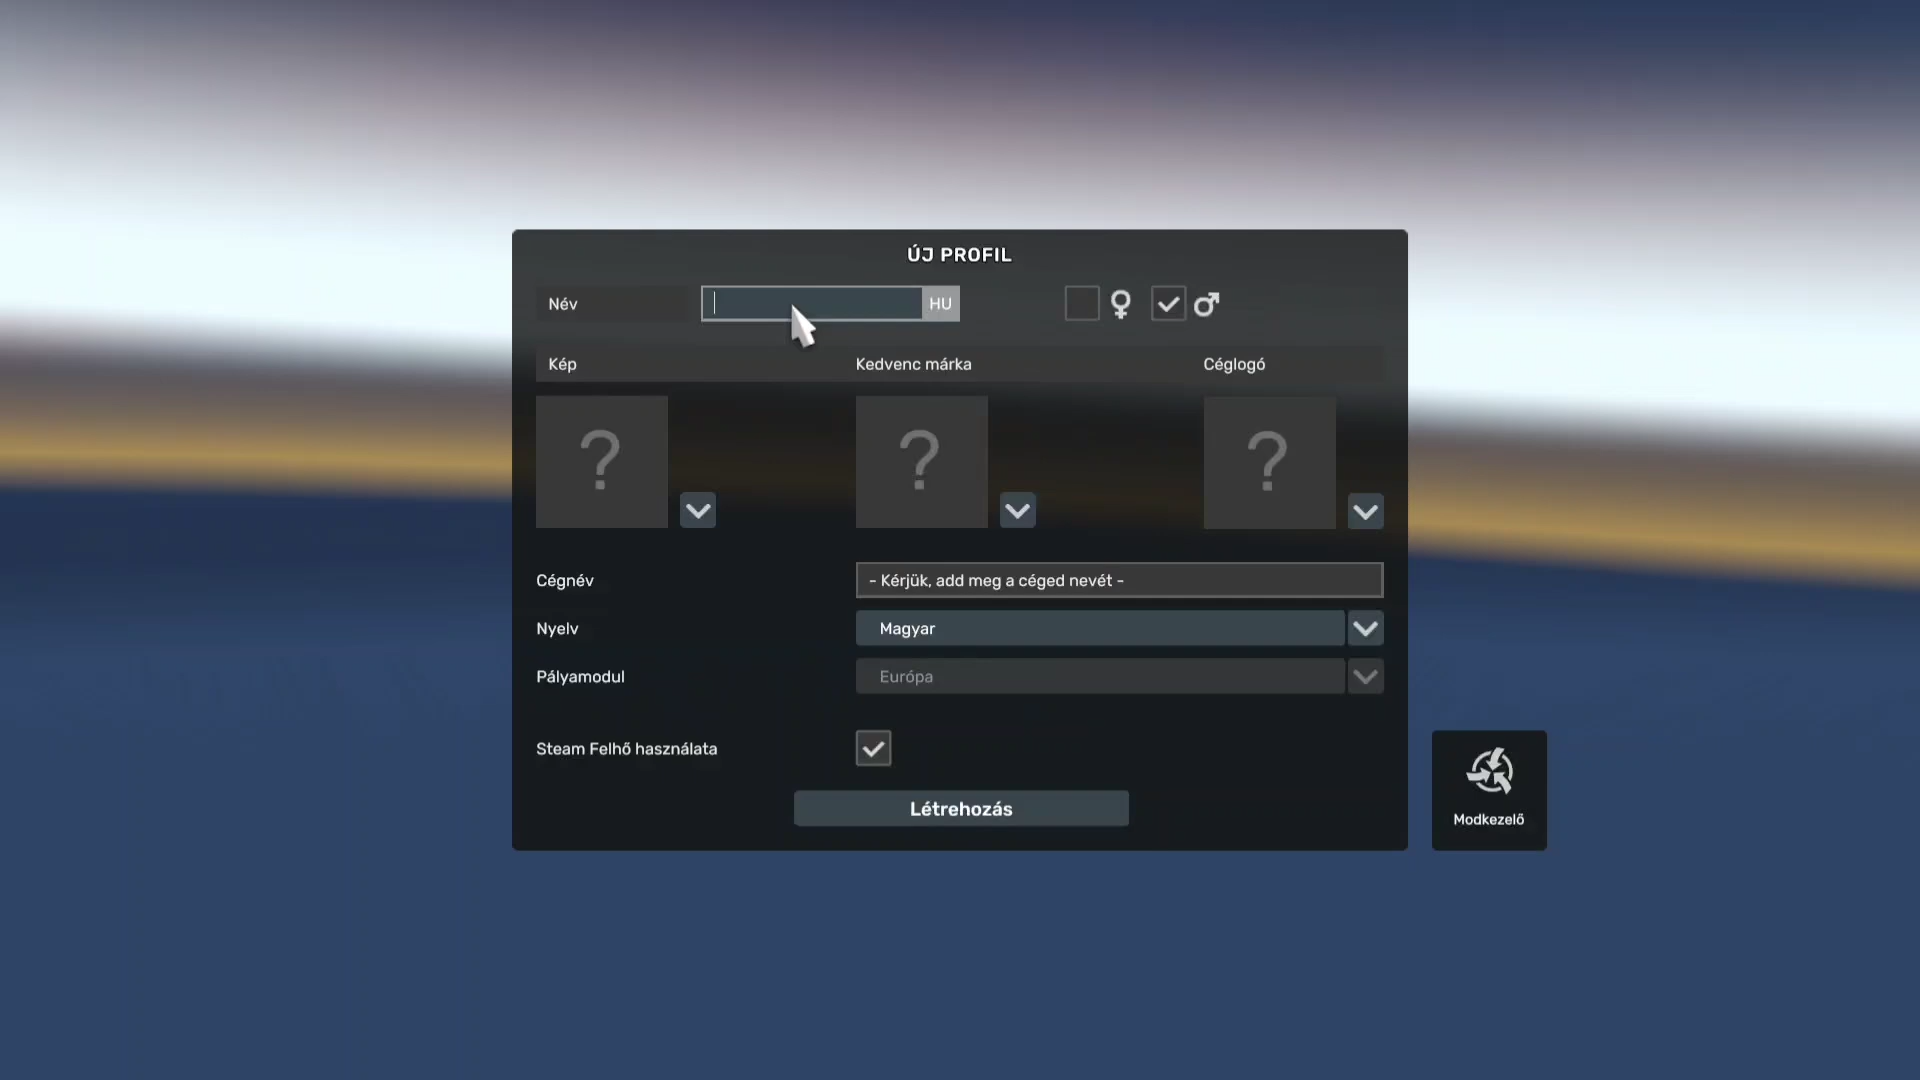 ÚJ PROFIL
Név
HU
Kép
Kedvenc márka
Céglogó
?
?
?
Cégnév
- Kérjük, add meg a céged nevét -
Nyelv
Magyar
Pályamodul
Európa
Steam Felhő használata
Létrehozás
Modkezelő